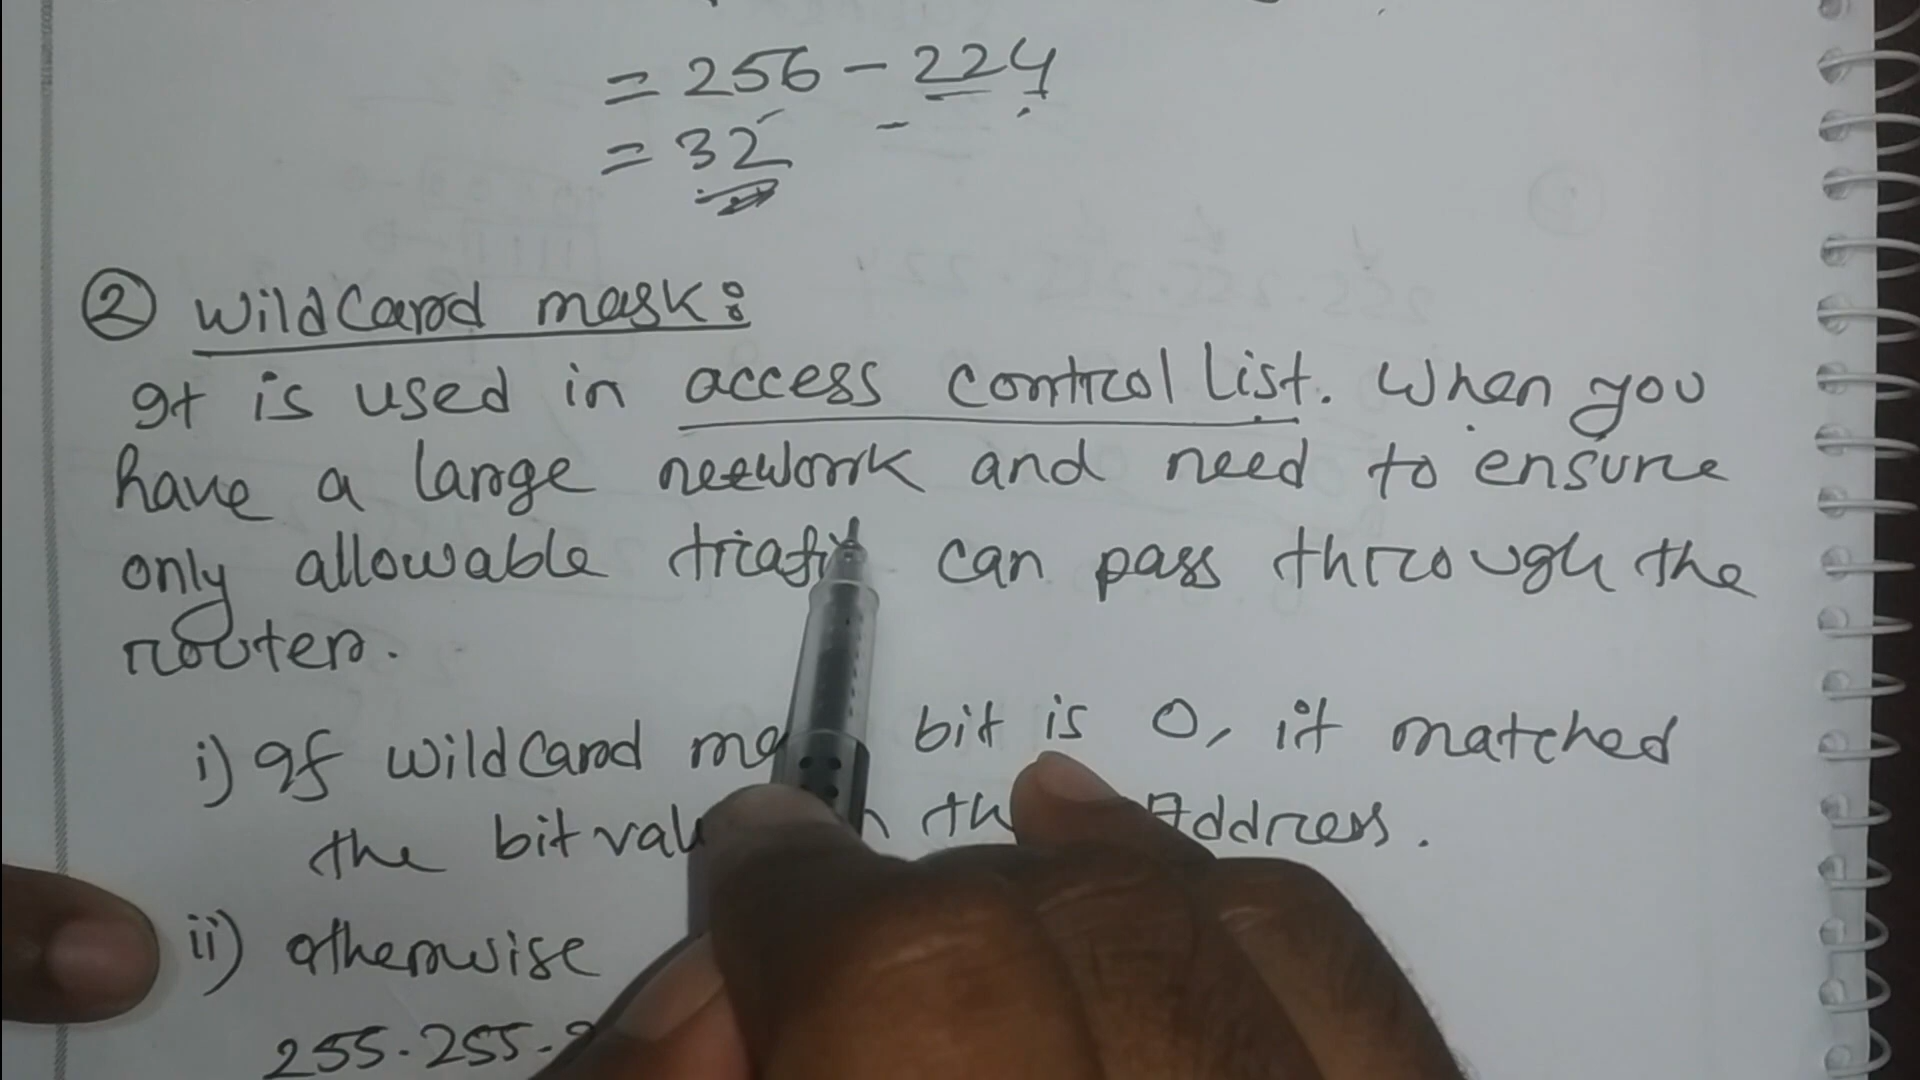 = 256 - 224
= 32
② Wildcard mask:
It is used in access control list. When you
have a large network and need to ensure
only allowable can pass through the
router.
i) If wildcard bit is 0, it matched
the bit Address.
ii) otherwise
255.255.